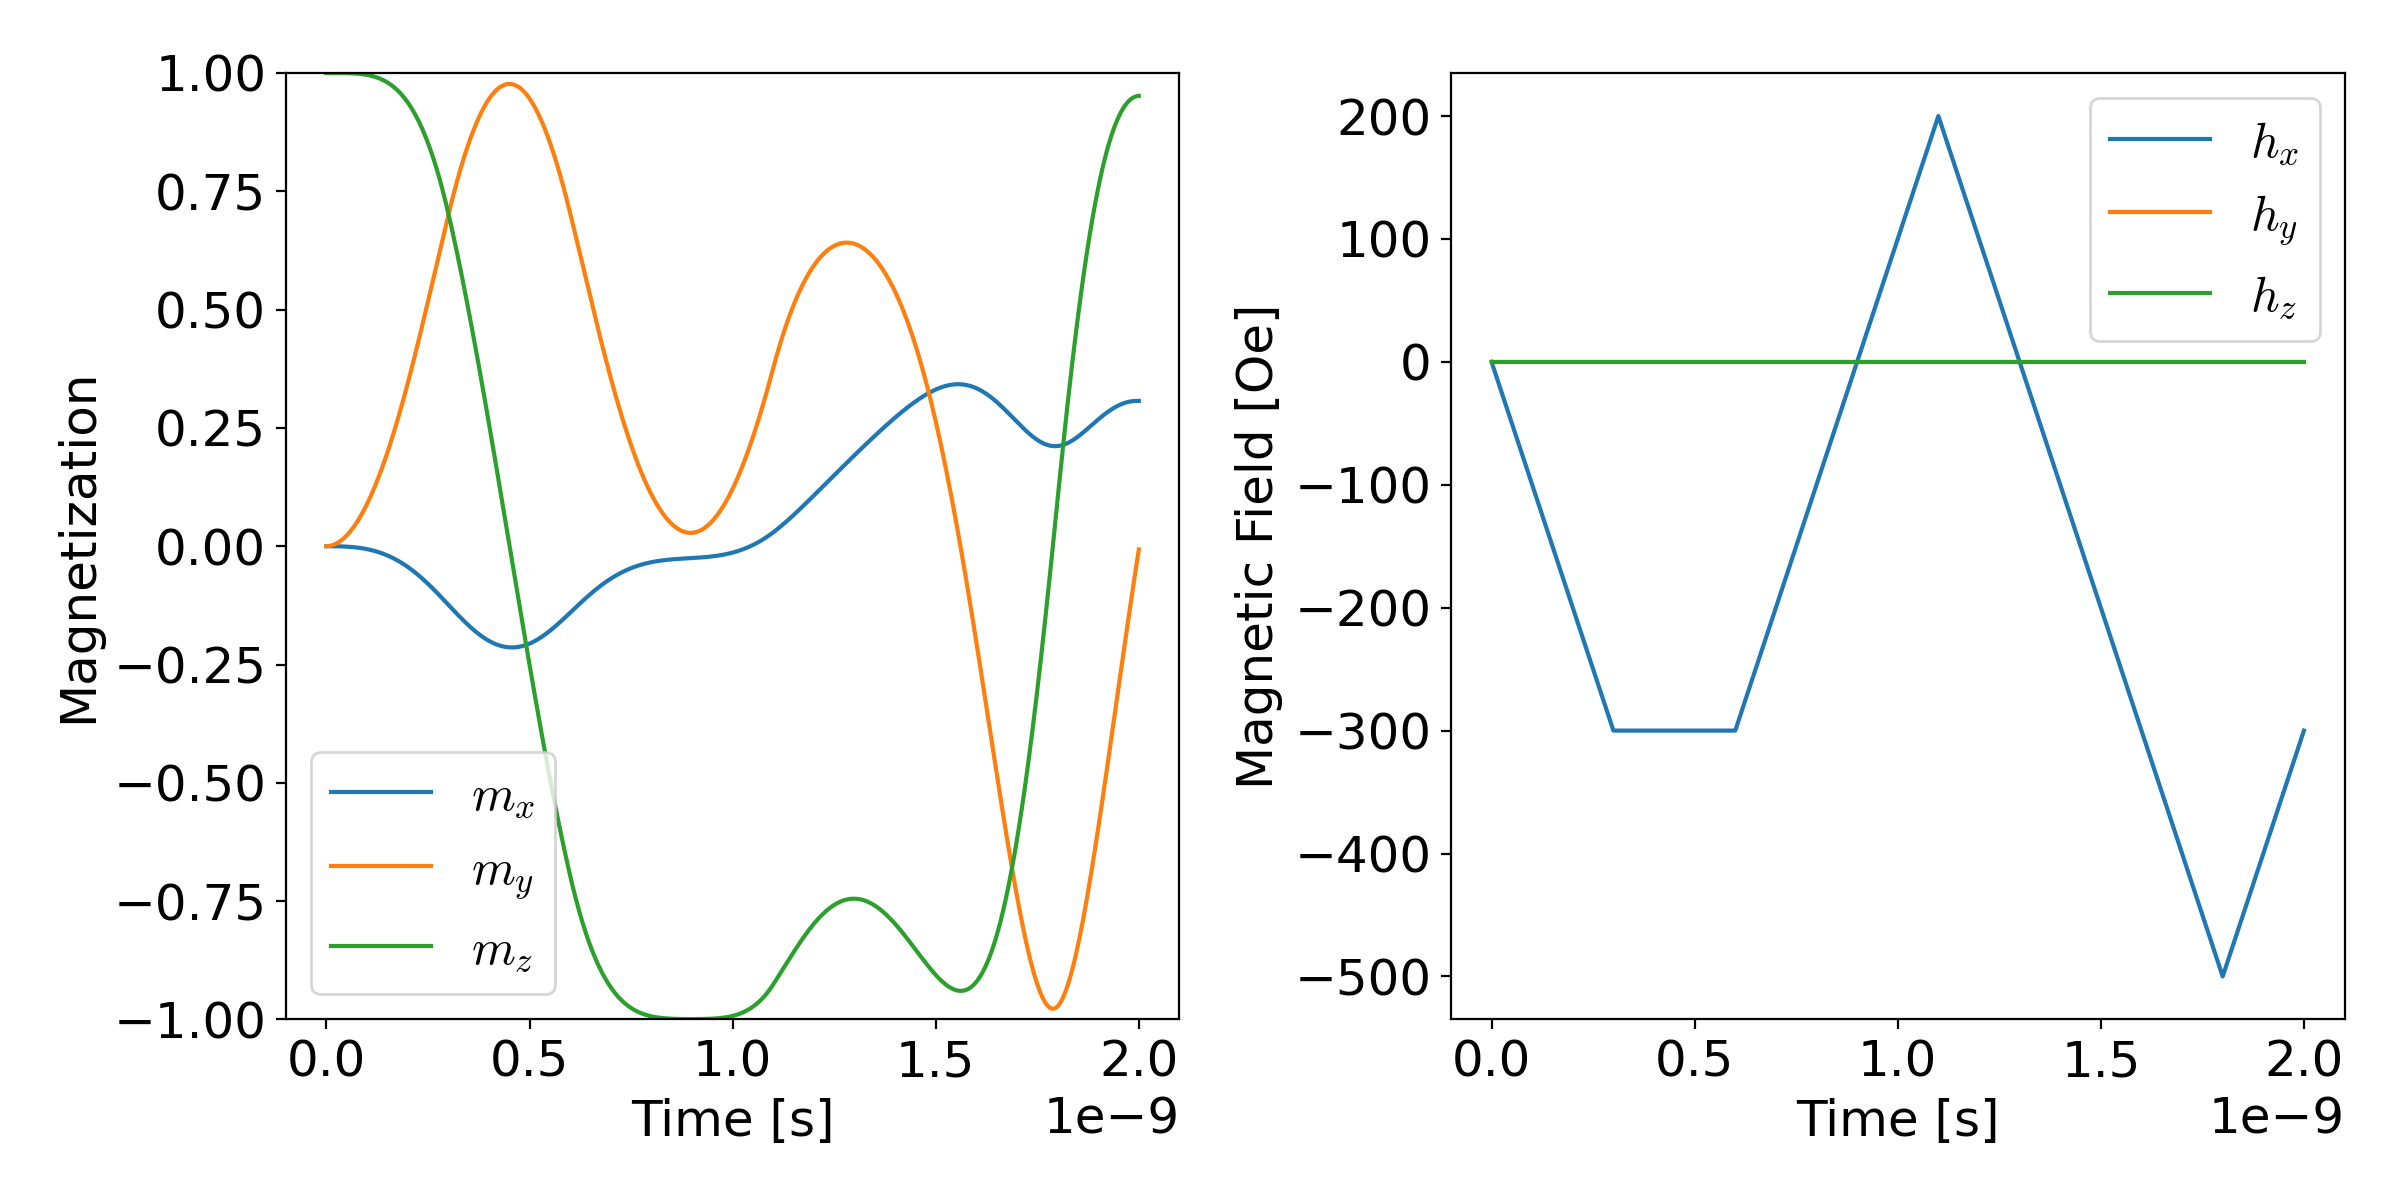 1.00
0.75
0.50
0.25
0.00
−0.25
−0.50
−0.75
−1.00
Magnetization
m_x
m_y
m_z
0.0 0.5 1.0 1.5 2.0
Time [s]
1e−9
200
100
0
−100
−200
−300
−400
−500
Magnetic Field [Oe]
h_x
h_y
h_z
0.0 0.5 1.0 1.5 2.0
Time [s]
1e−9